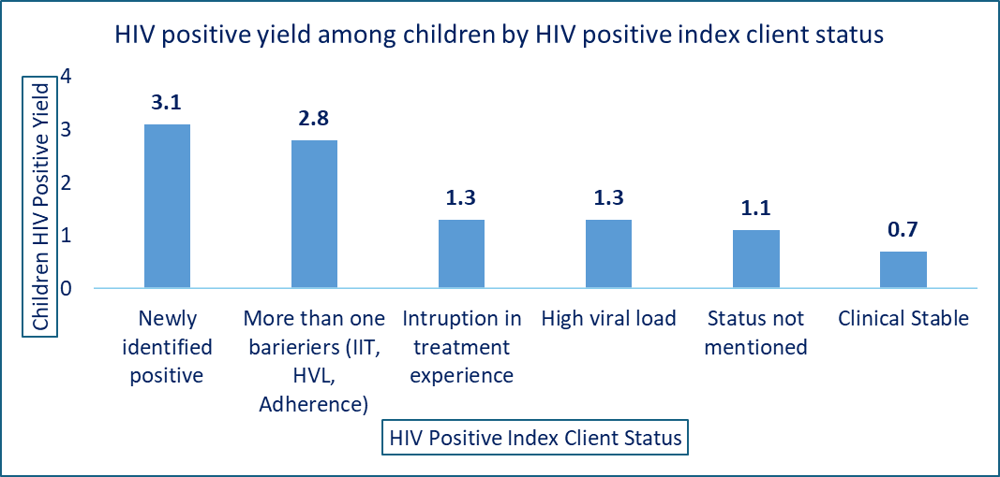 HIV positive yield among children by HIV positive index client status
Children HIV Positive Yield
4
3
2
1
0
3.1
2.8
1.3
1.3
1.1
0.7
Newly
identified
positive
More than one
barieriers (IIT,
HVL,
Adherence)
Intruption in
treatment
experience
High viral load
Status not
mentioned
Clinical Stable
HIV Positive Index Client Status